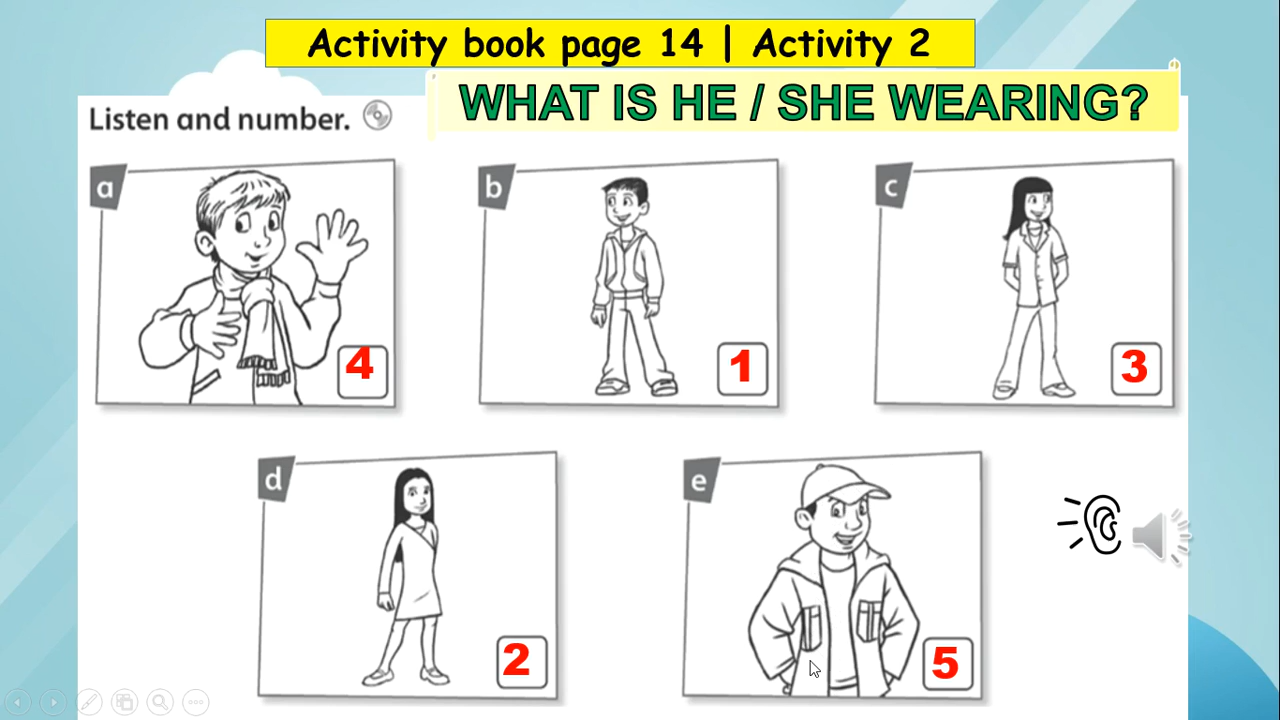 Activity book page 14 | Activity 2
WHAT IS HE / SHE WEARING?
Listen and number.
a
4
b
1
c
3
d
2
e
5